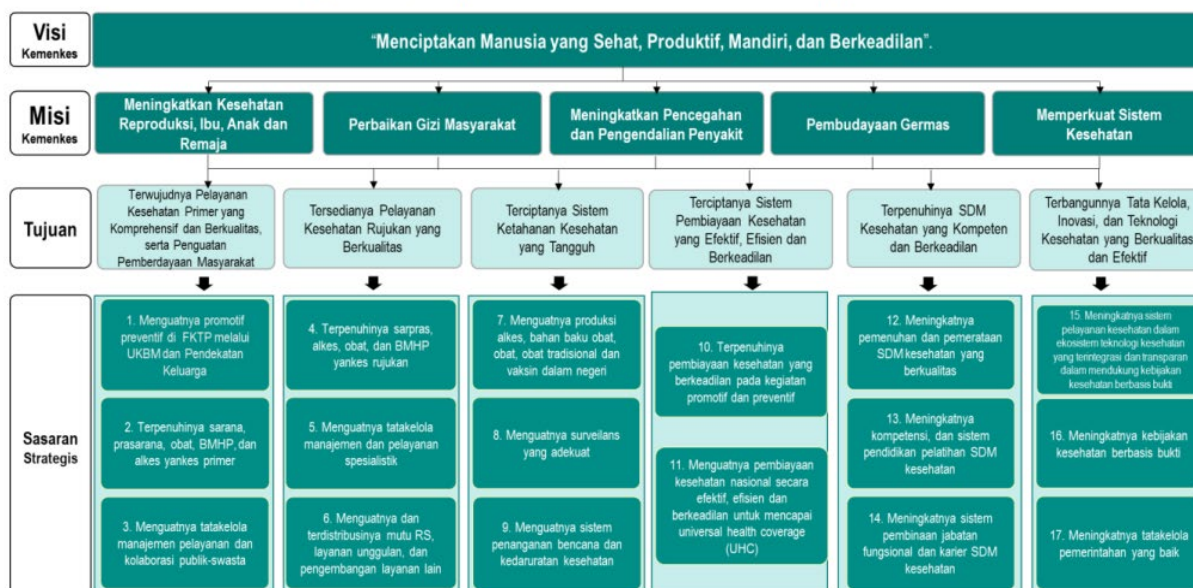 Visi
Kemenkes
"Menciptakan Manusia yang Sehat, Produktif, Mandiri, dan Berkeadilan".
Misi
Kemenkes
Meningkatkan Kesehatan
Reproduksi, Ibu, Anak dan
Remaja
Perbaikan Gizi Masyarakat
Meningkatkan Pencegahan
dan Pengendalian Penyakit
Pembudayaan Germas
Memperkuat Sistem
Kesehatan
Tujuan
Terwujudnya Pelayanan
Kesehatan Primer yang
Komprehensif dan Berkualitas,
serta Penguatan
Pemberdayaan Masyarakat
Tersedianya Pelayanan
Kesehatan Rujukan yang
Berkualitas
Terciptanya Sistem
Ketahanan Kesehatan
yang Tangguh
Terciptanya Sistem
Pembiayaan Kesehatan
yang Efektif, Efisien dan
Berkeadilan
Terpenuhinya SDM
Kesehatan yang Kompeten
dan Berkeadilan
Terbangunnya Tata Kelola,
Inovasi, dan Teknologi
Kesehatan yang Berkualitas
dan Efektif
Sasaran
Strategis
1. Menguatnya promotif
preventif di FKTP melalui
UKBM dan Pendekatan
Keluarga
2. Terpenuhinya sarana,
prasarana, obat, BMHP, dan
alkes yankes primer
3. Menguatnya tatakelola
manajemen pelayanan dan
kolaborasi publik-swasta
4. Terpenuhinya sarpras,
alkes, obat, dan BMHP
yankes rujukan
5. Menguatnya tatakelola
manajemen dan pelayanan
spesialistik
6. Menguatnya dan
terdistribusinya mutu RS,
layanan unggulan, dan
pengembangan layanan lain
7. Menguatnya produksi
alkes, bahan baku obat,
obat, obat tradisional dan
vaksin dalam negeri
8. Menguatnya surveilans
yang adekuat
9. Menguatnya sistem
penanganan bencana dan
kedaruratan kesehatan
10. Terpenuhinya
pembiayaan kesehatan yang
berkeadilan pada kegiatan
promotif dan preventif
11. Menguatnya pembiayaan
kesehatan nasional secara
efektif, efisien dan
berkeadilan untuk mencapai
universal health coverage
(UHC)
12. Meningkatnya
pemenuhan dan pemerataan
SDM kesehatan yang
berkualitas
13. Meningkatnya
kompetensi, dan sistem
pendidikan pelatihan SDM
kesehatan
14. Meningkatnya sistem
pembinaan jabatan
fungsional dan karier SDM
kesehatan
15. Meningkatnya sistem
pelayanan kesehatan dalam
ekosistem teknologi kesehatan
yang terintegrasi dan transparan
dalam mendukung kebijakan
kesehatan berbasis bukti
16. Meningkatnya kebijakan
kesehatan berbasis bukti
17. Meningkatnya tatakelola
pemerintahan yang baik